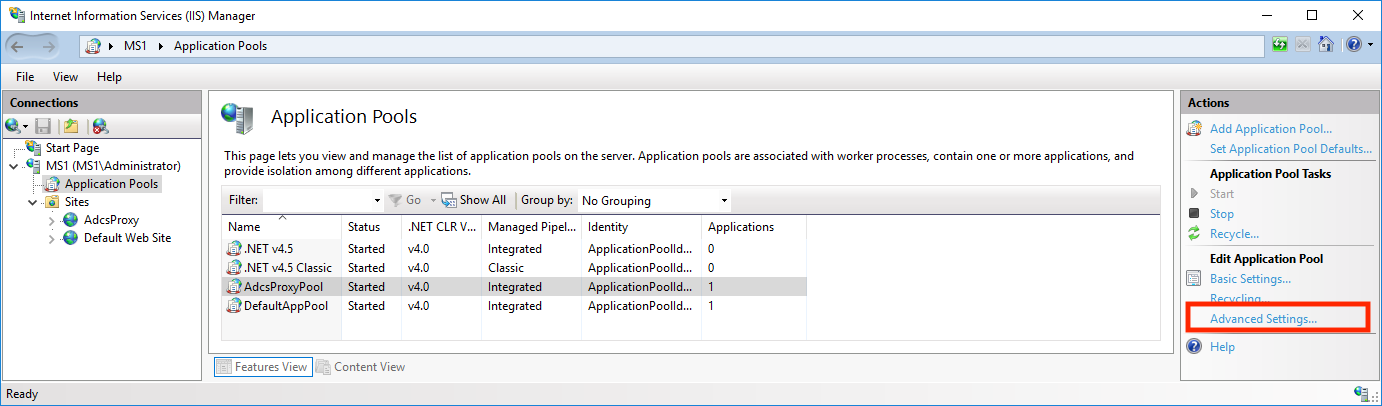 Internet Information Services (IIS) Manager
MS1 Application Pools
File View Help
Connections
Start Page
MS1 (MS1\Administrator)
Application Pools
Sites
AdcsProxy
Default Web Site
Application Pools
This page lets you view and manage the list of application pools on the server. Application pools are associated with worker processes, contain one or more applications, and
provide isolation among different applications.
Filter: Go Show All Group by: No Grouping
Name Status .NET CLR V... Managed Pipel... Identity Applications
.NET v4.5 Started v4.0 Integrated ApplicationPoolId... 0
.NET v4.5 Classic Started v4.0 Classic ApplicationPoolId... 0
AdcsProxyPool Started v4.0 Integrated ApplicationPoolId... 1
DefaultAppPool Started v4.0 Integrated ApplicationPoolId... 1
Features View Content View
Actions
Add Application Pool...
Set Application Pool Defaults...
Application Pool Tasks
Start
Stop
Recycle...
Edit Application Pool
Basic Settings...
Recycling...
Advanced Settings...
Help
Ready